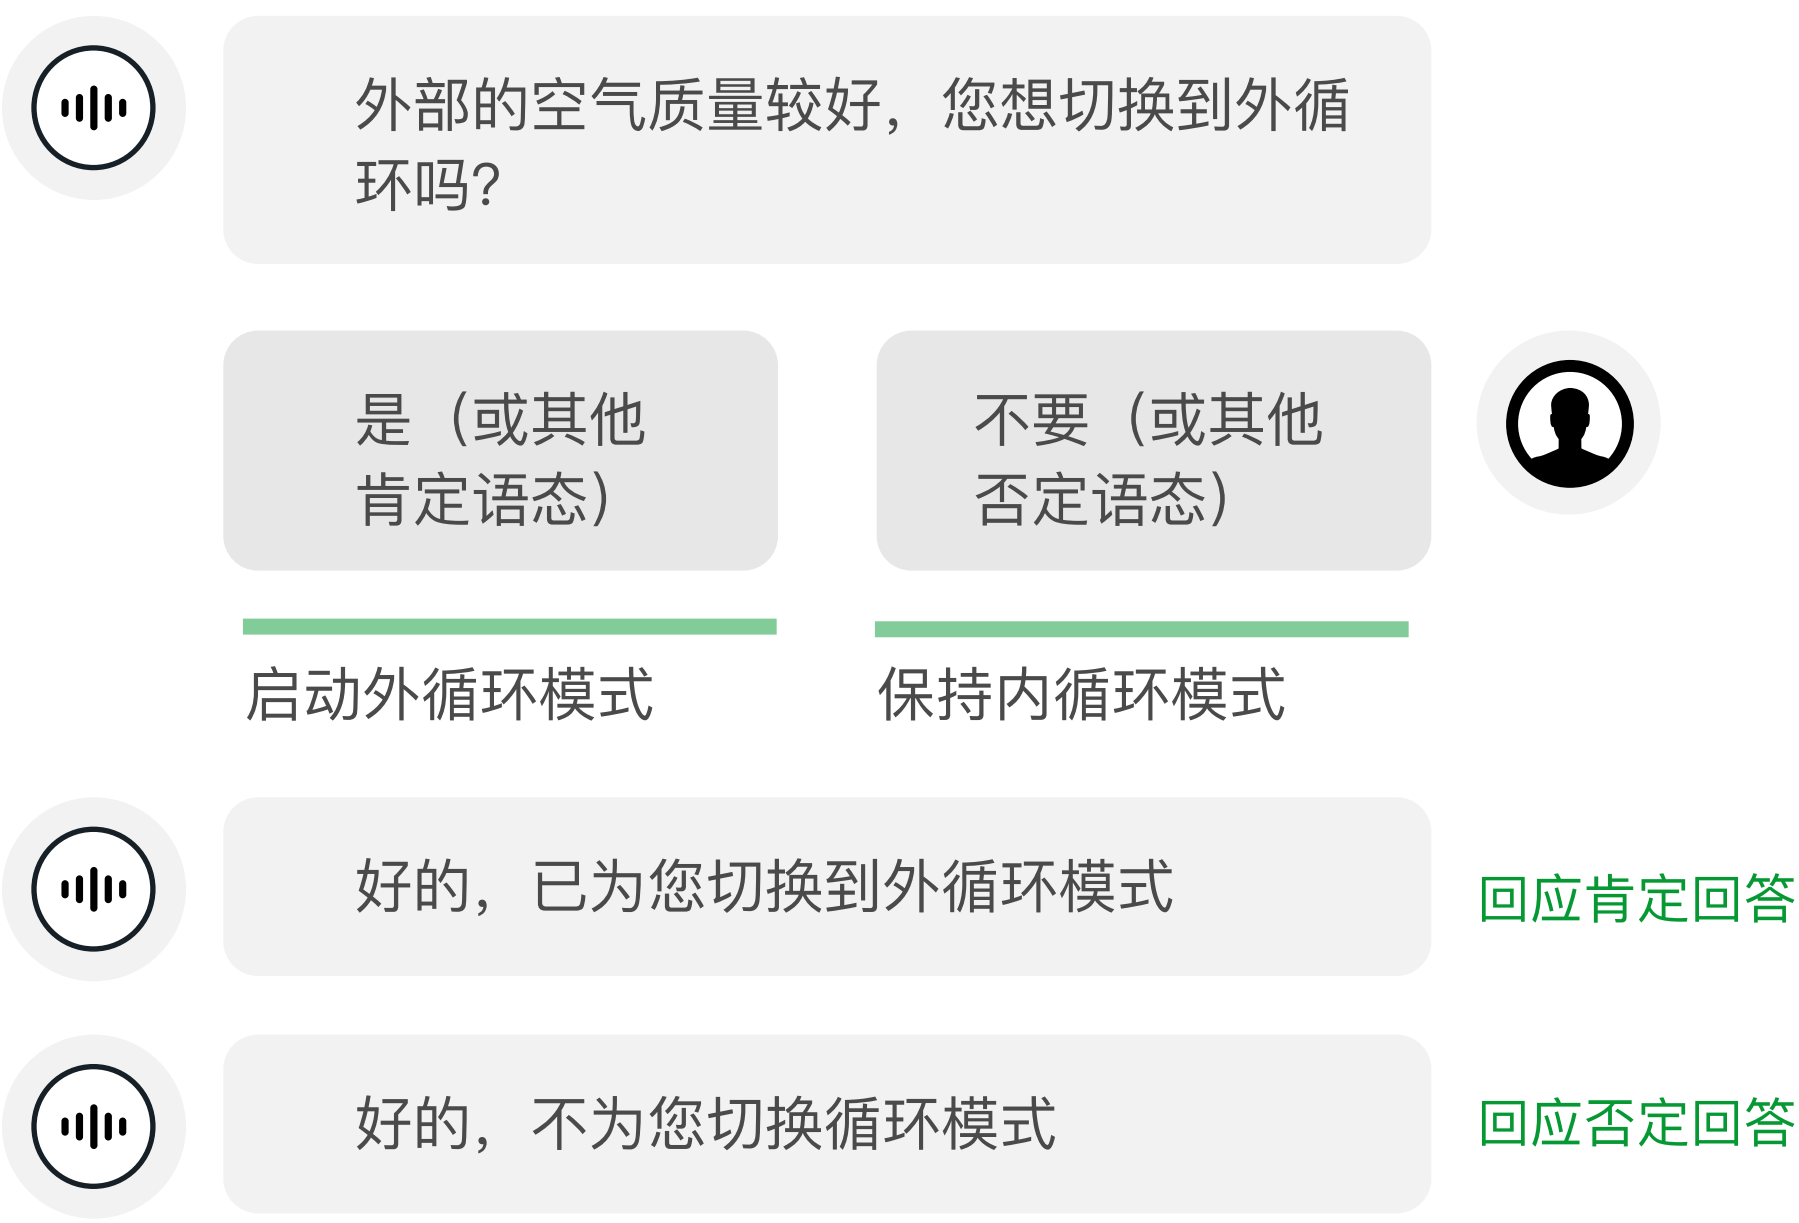 外部的空气质量较好，您想切换到外循
环吗?
是（或其他
肯定语态）
不要（或其他
否定语态）
启动外循环模式
保持内循环模式
好的，已为您切换到外循环模式
回应肯定回答
好的，不为您切换循环模式
回应否定回答